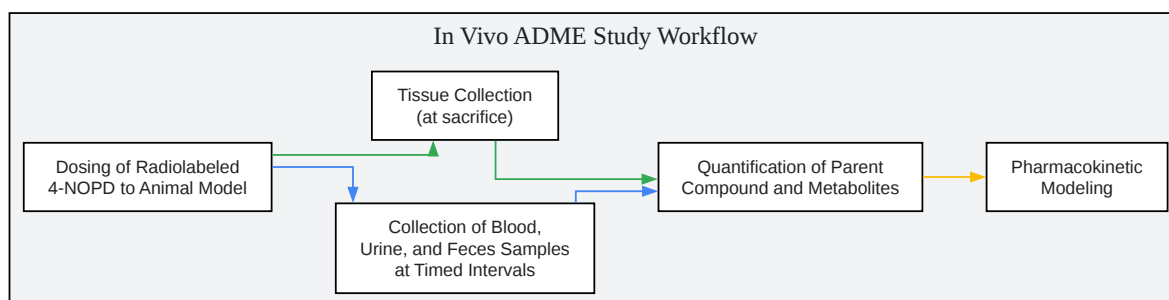 In Vivo ADME Study Workflow
Tissue Collection
(at sacrifice)
Dosing of Radiolabeled
4-NOPD to Animal Model
Quantification of Parent
Compound and Metabolites
Pharmacokinetic
Modeling
Collection of Blood,
Urine, and Feces Samples
at Timed Intervals